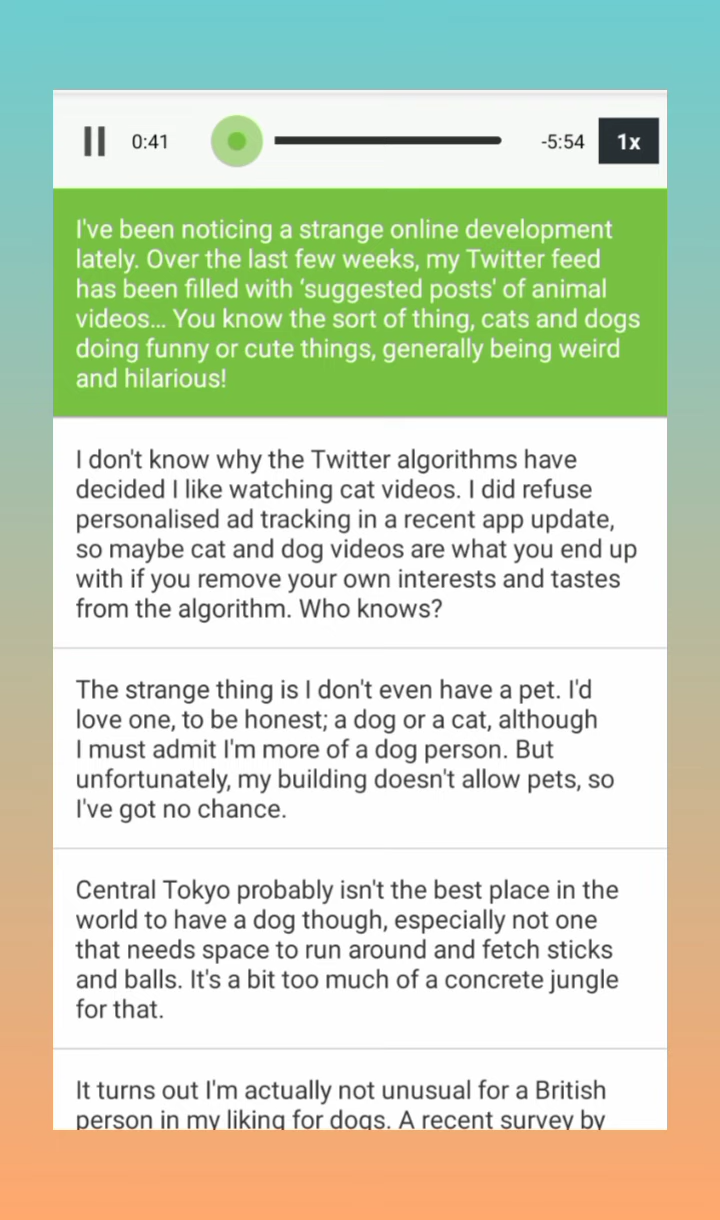 0:41
-5:54
1x
I've been noticing a strange online development
lately. Over the last few weeks, my Twitter feed
has been filled with ‘suggested posts' of animal
videos... You know the sort of thing, cats and dogs
doing funny or cute things, generally being weird
and hilarious!
I don't know why the Twitter algorithms have
decided I like watching cat videos. I did refuse
personalised ad tracking in a recent app update,
so maybe cat and dog videos are what you end up
with if you remove your own interests and tastes
from the algorithm. Who knows?
The strange thing is I don't even have a pet. I'd
love one, to be honest; a dog or a cat, although
I must admit I'm more of a dog person. But
unfortunately, my building doesn't allow pets, so
I've got no chance.
Central Tokyo probably isn't the best place in the
world to have a dog though, especially not one
that needs space to run around and fetch sticks
and balls. It's a bit too much of a concrete jungle
for that.
It turns out I'm actually not unusual for a British
person in my liking for dogs. A recent survey by